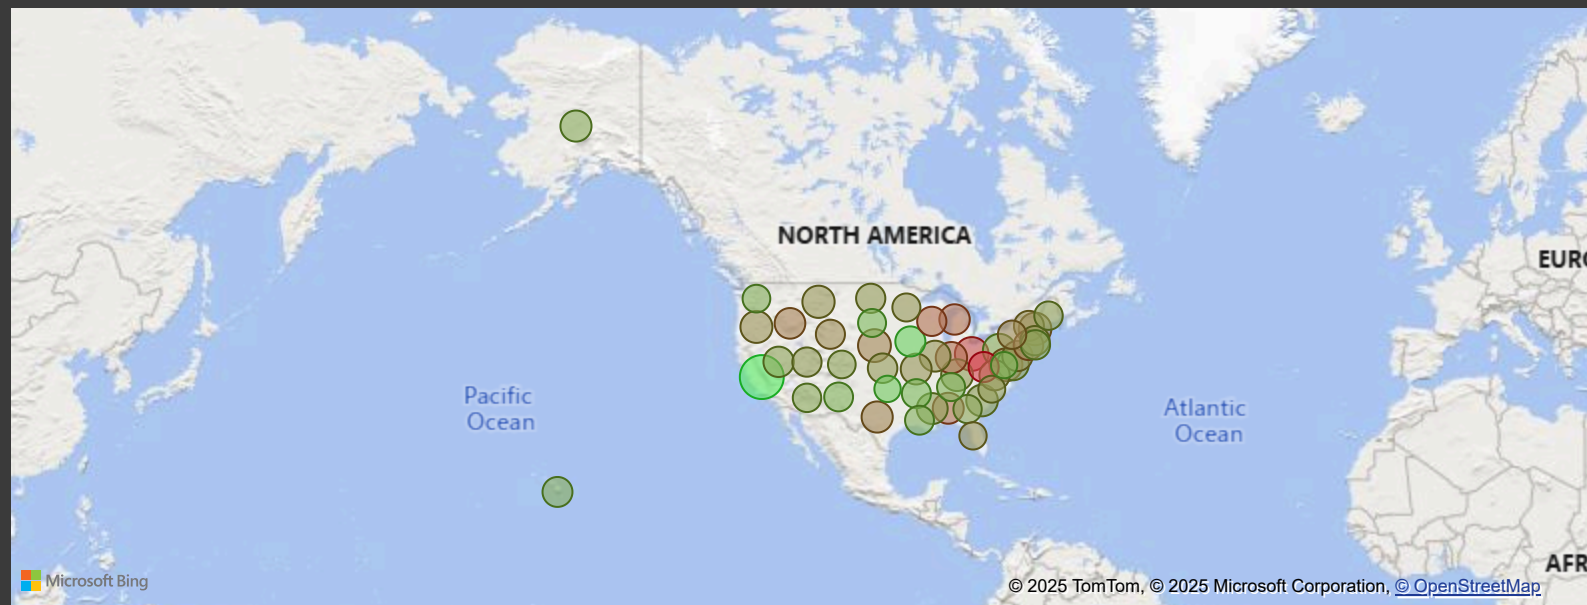 NORTH AMERICA
EURO
Pacific
Ocean
Atlantic
Ocean
AFR
Microsoft Bing
© 2025 TomTom, © 2025 Microsoft Corporation, © OpenStreetMap